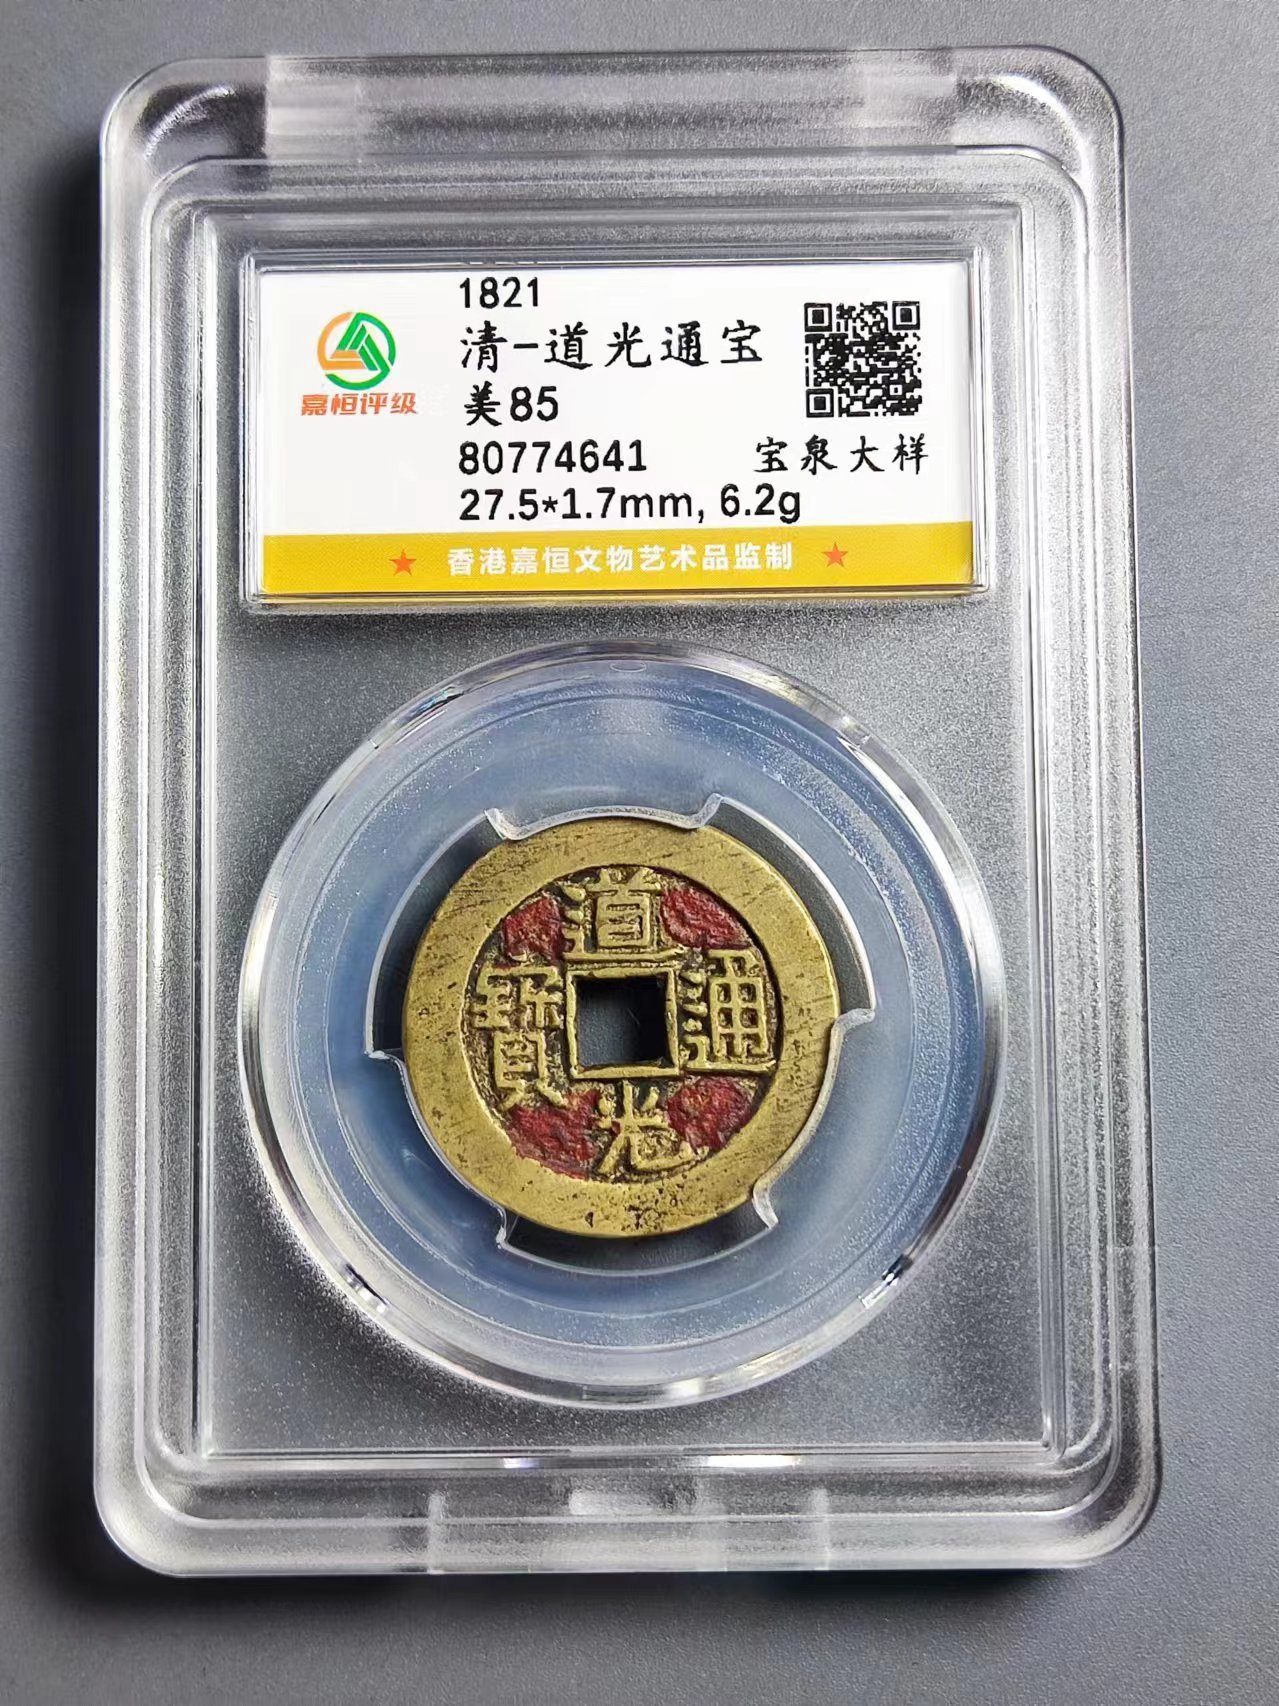 1821
清-道光通宝
美85
80774641 宝泉大样
27.5*1.7mm, 6.2g
嘉恒评级
★ 香港嘉恒文物艺术品监制 ★
道光通寳